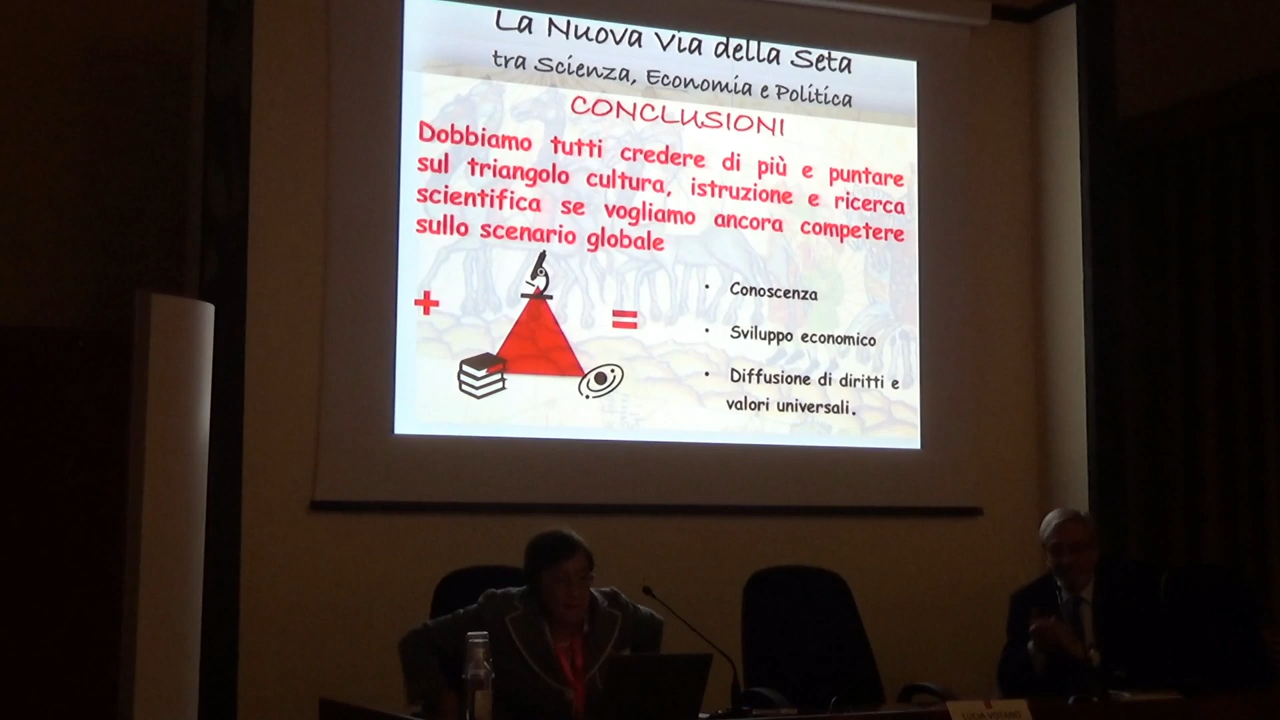 La Nuova Via della Seta
tra Scienza, Economia e Politica
CONCLUSIONI
Dobbiamo tutti credere di più e puntare
sul triangolo cultura, istruzione e ricerca
scientifica se vogliamo ancora competere
sullo scenario globale
+
=
• Conoscenza
• Sviluppo economico
• Diffusione di diritti e
valori universali.